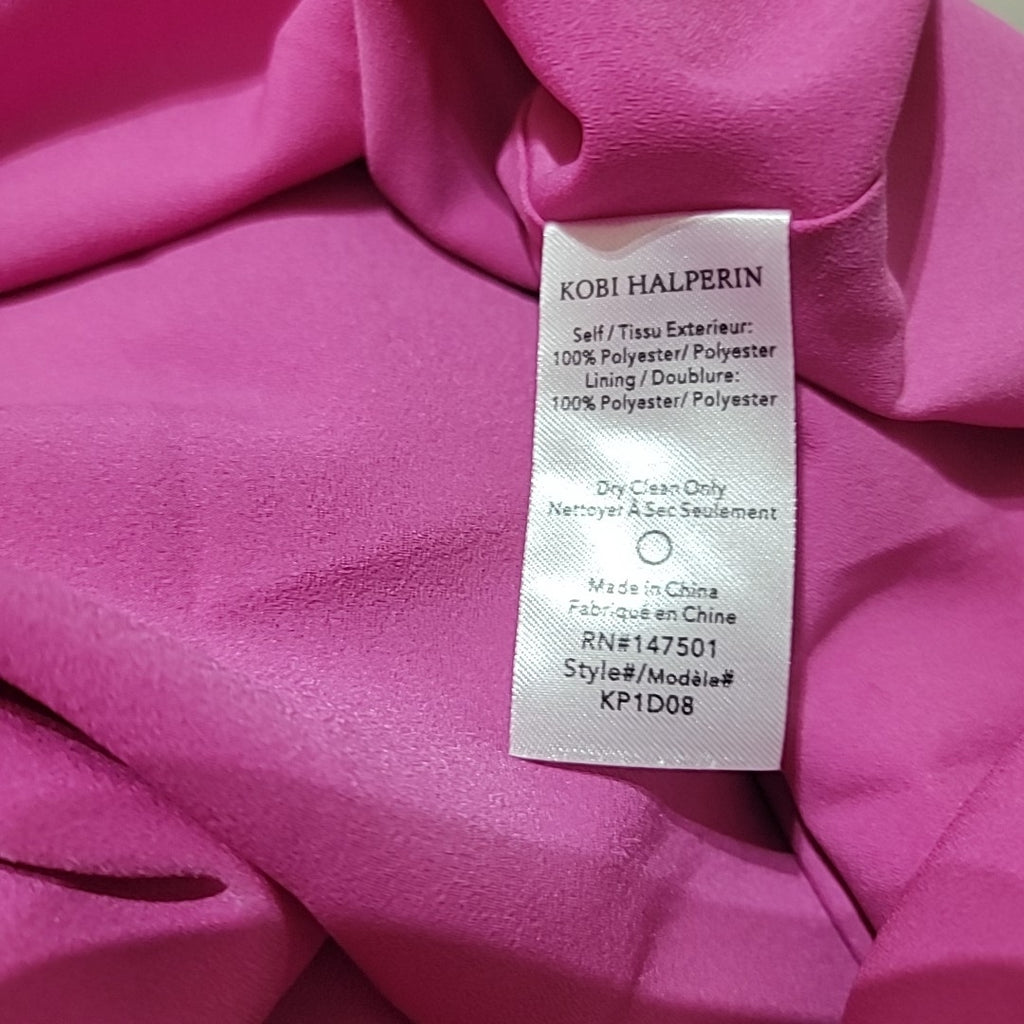 KOBI HALPERIN
Self / Tissu Exterieur:
100% Polyester/ Polyester
Lining / Doublure:
100% Polyester/ Polyester
Dry Clean Only
Nettoyer À Sec Seulement
Made in China
Fabriqué en Chine
RN#147501
Style#/Modèle#
KP1D08